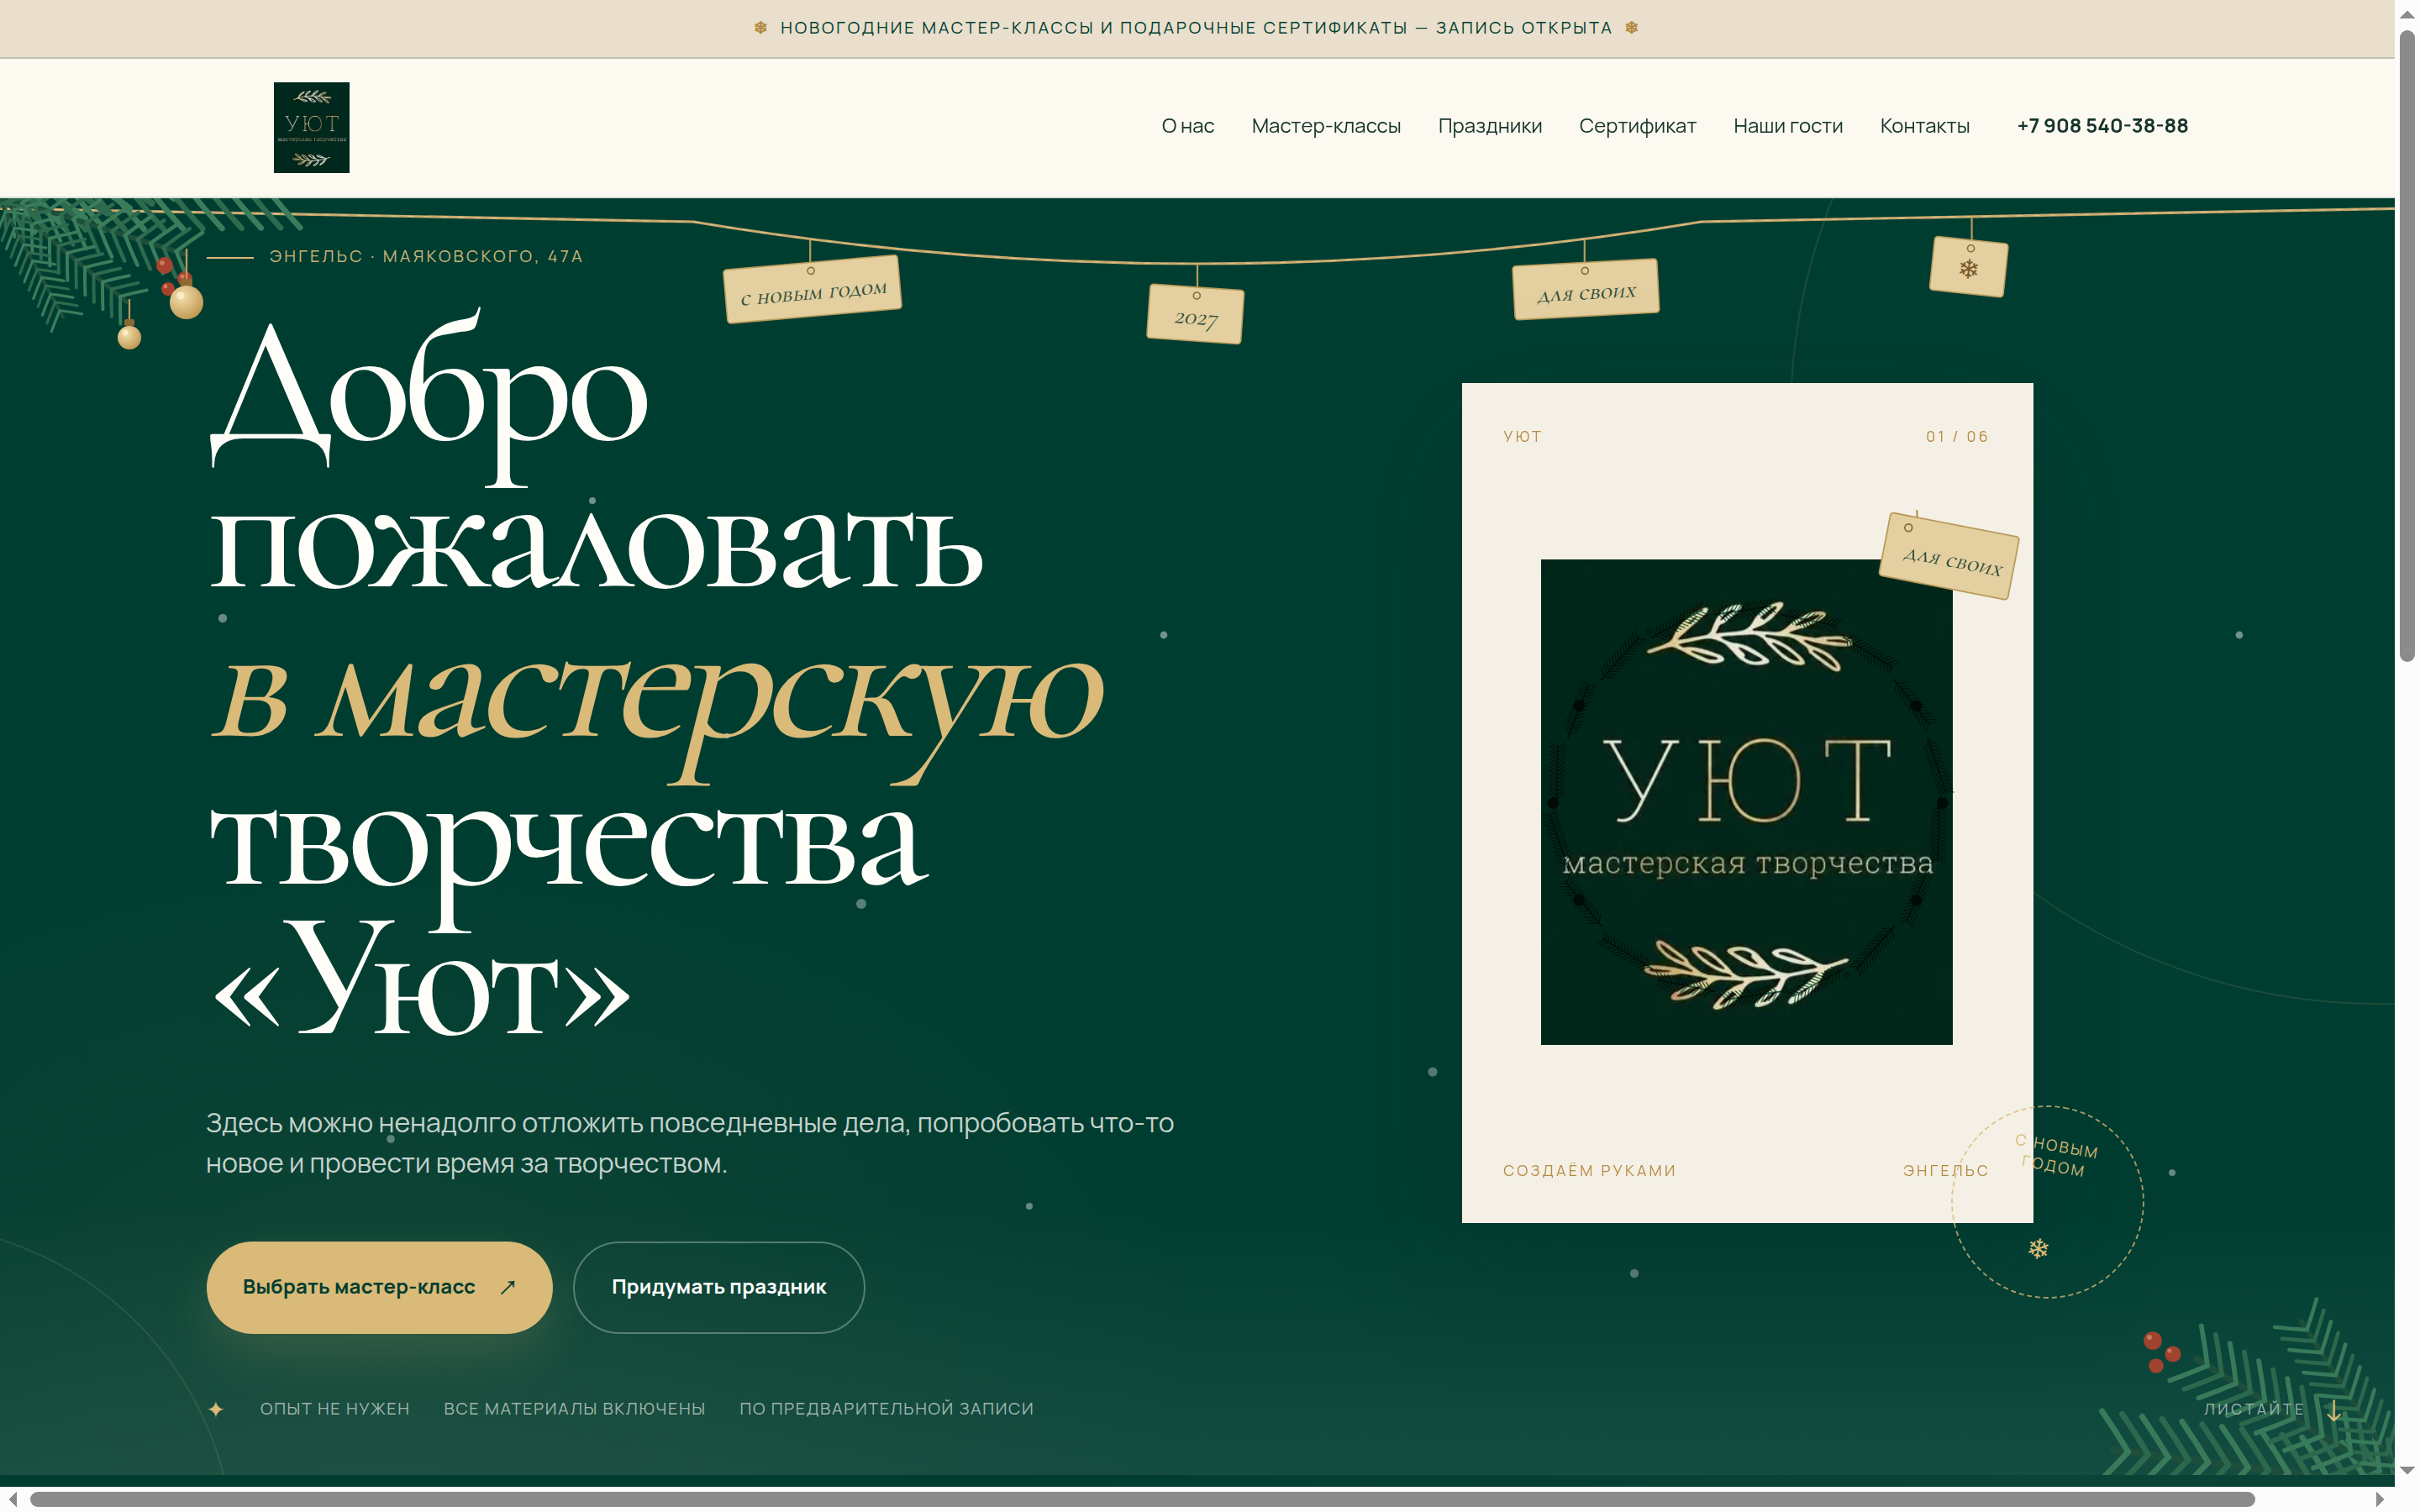 ❄ НОВОГОДНИЕ МАСТЕР-КЛАССЫ И ПОДАРОЧНЫЕ СЕРТИФИКАТЫ — ЗАПИСЬ ОТКРЫТА ❄
УЮТ
мастерская творчества
О нас Мастер-классы Праздники Сертификат Наши гости Контакты +7 908 540-38-88
ЭНГЕЛЬС · МАЯКОВСКОГО, 47А
с новым годом
2027
для своих
❄
Добро
пожаловать
в мастерскую
творчества
«Уют»
Здесь можно ненадолго отложить повседневные дела, попробовать что-то
новое и провести время за творчеством.
Выбрать мастер-класс ↗
Придумать праздник
✦ ОПЫТ НЕ НУЖЕН ВСЕ МАТЕРИАЛЫ ВКЛЮЧЕНЫ ПО ПРЕДВАРИТЕЛЬНОЙ ЗАПИСИ
УЮТ 01 / 06
для своих
УЮТ
мастерская творчества
СОЗДАЁМ РУКАМИ ЭНГЕЛЬС
С НОВЫМ
ГОДОМ
❄
ЛИСТАЙТЕ ↓